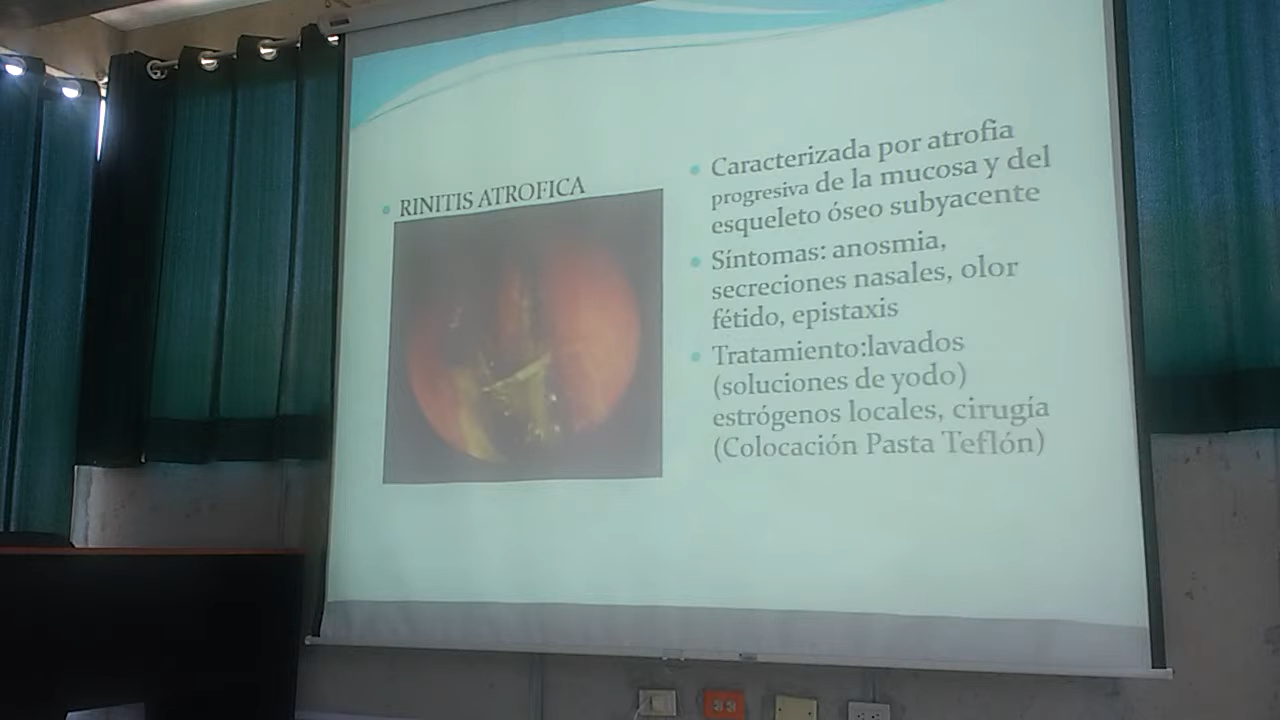 RINITIS ATROFICA
Caracterizada por atrofia
progresiva de la mucosa y del
esqueleto óseo subyacente
Síntomas: anosmia,
secreciones nasales, olor
fétido, epistaxis
Tratamiento:lavados
(soluciones de yodo)
estrógenos locales, cirugía
(Colocación Pasta Teflón)